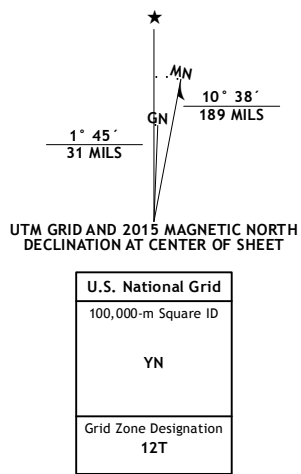 MN
GN
10° 38´
189 MILS
1° 45´
31 MILS
UTM GRID AND 2015 MAGNETIC NORTH
DECLINATION AT CENTER OF SHEET
U.S. National Grid
100,000-m Square ID
YN
Grid Zone Designation
12T